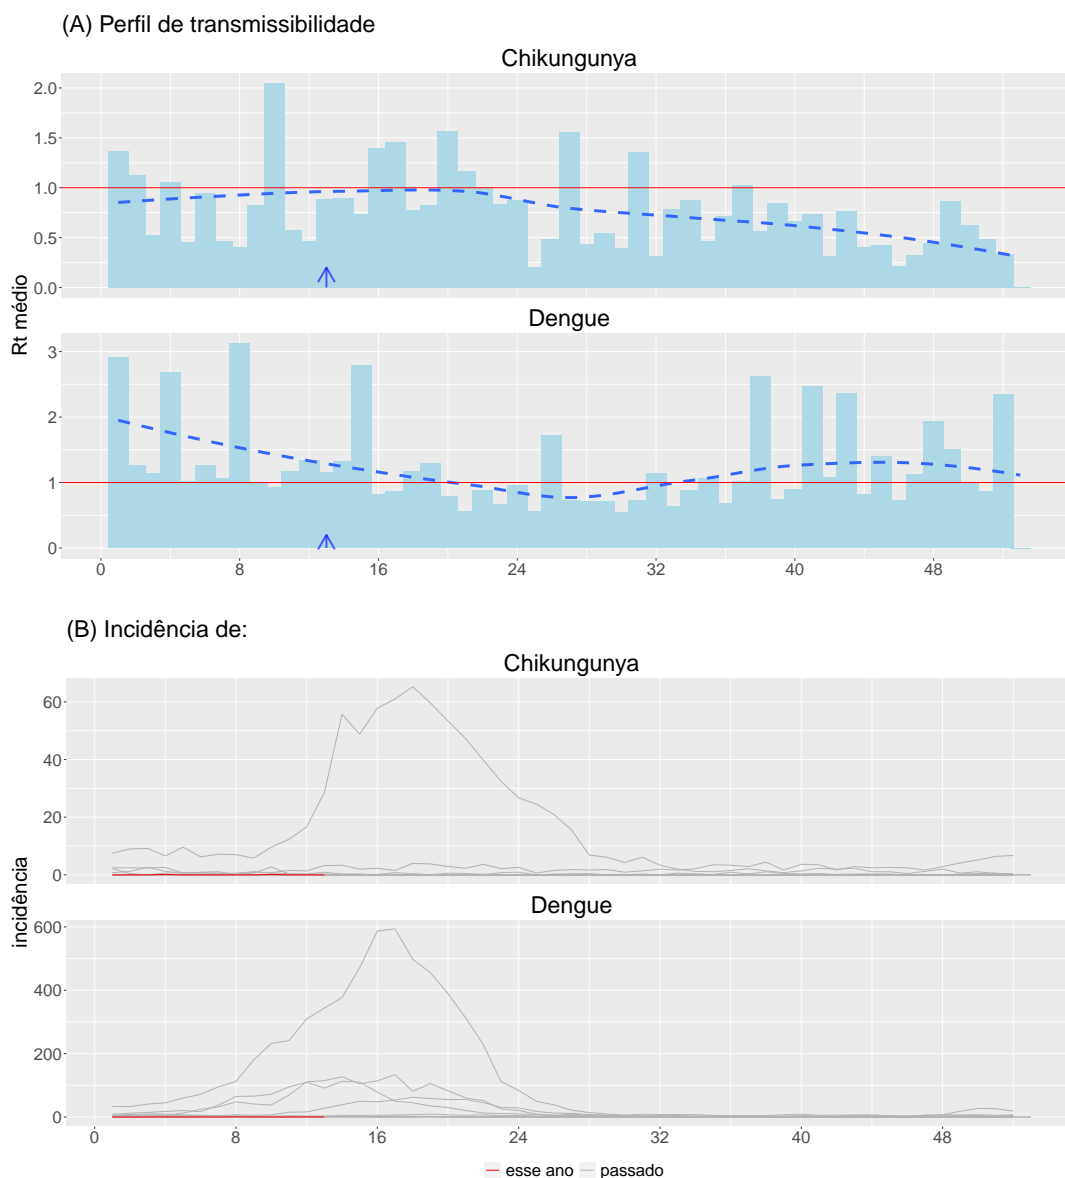 (A) Perfil de transmissibilidade
Chikungunya
2.0
1.5
1.0
0.5
0.0
Rt médio
Dengue
3
2
1
0
0 8 16 24 32 40 48
(B) Incidência de:
Chikungunya
60
40
20
0
incidência
Dengue
600
400
200
0
0 8 16 24 32 40 48
esse ano passado